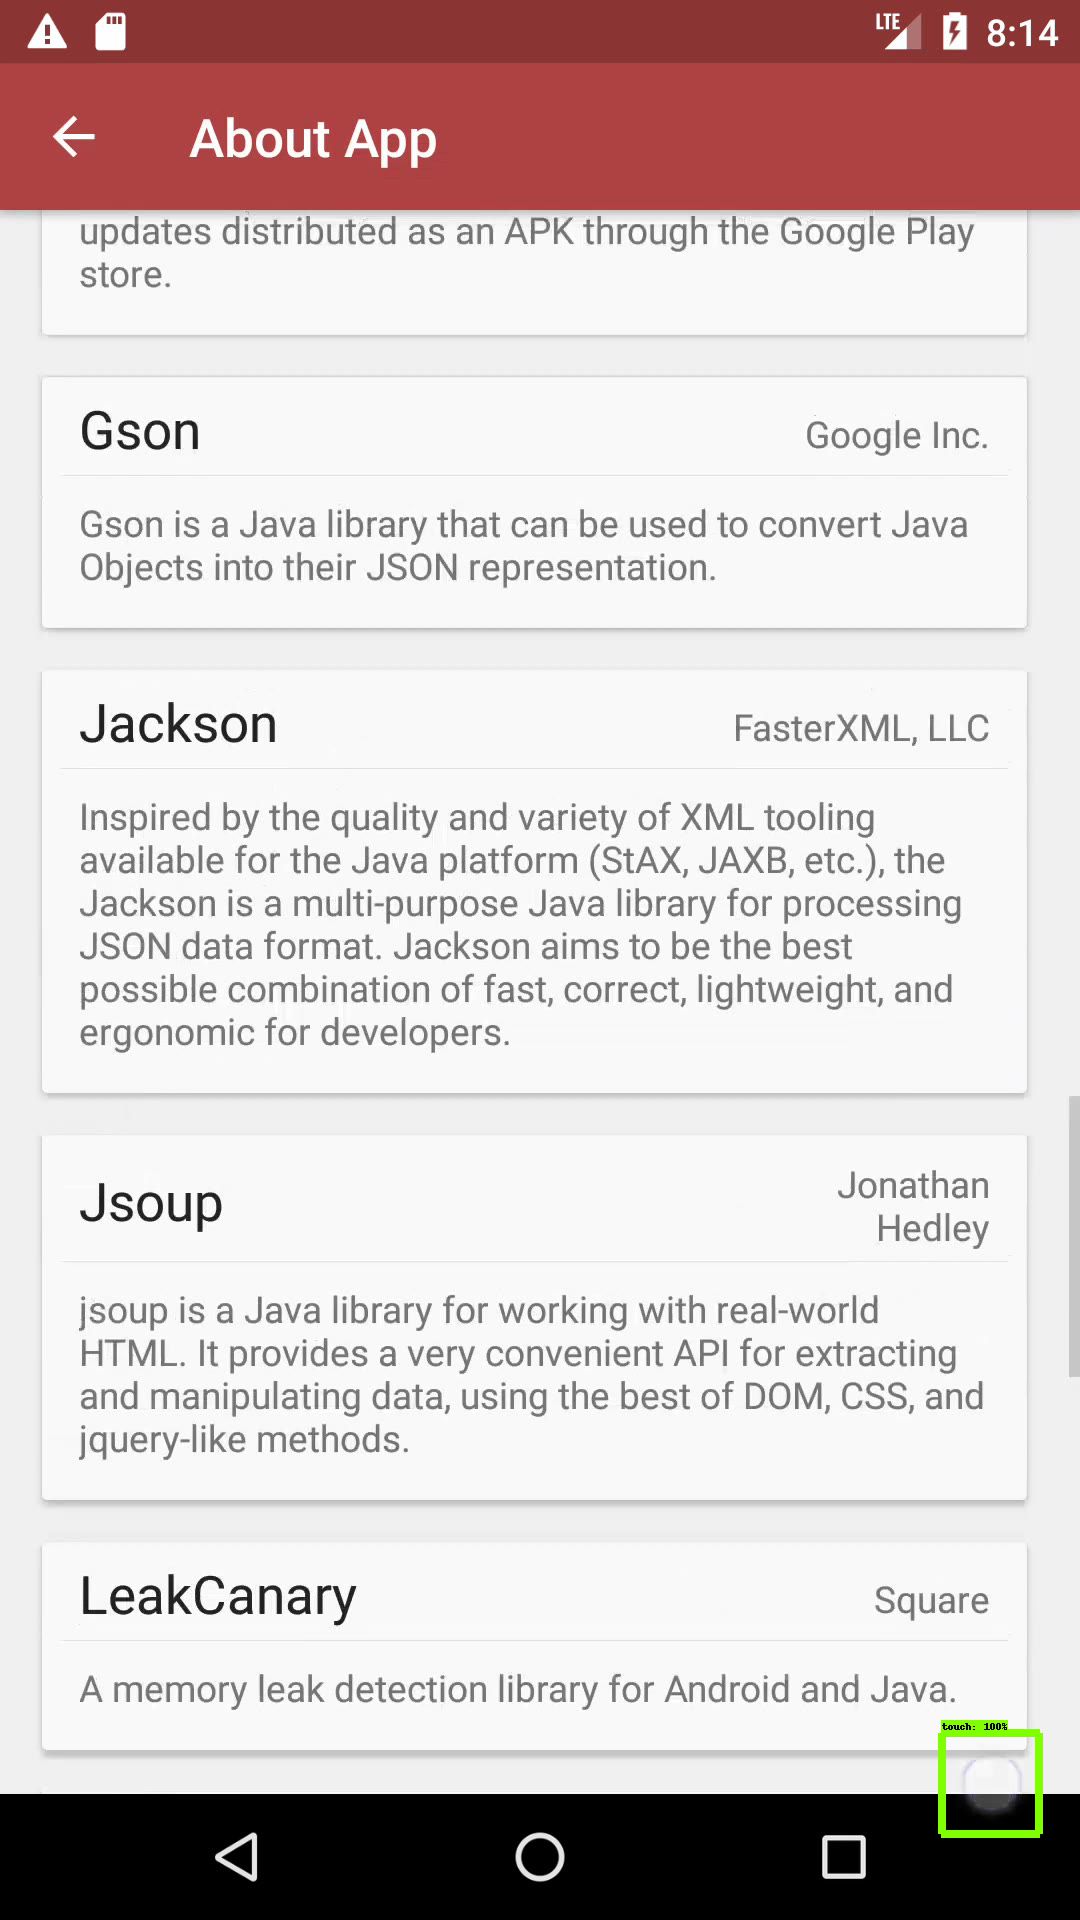 LTE 8:14
About App
updates distributed as an APK through the Google Play
store.
Gson
Google Inc.
Gson is a Java library that can be used to convert Java
Objects into their JSON representation.
Jackson
FasterXML, LLC
Inspired by the quality and variety of XML tooling
available for the Java platform (StAX, JAXB, etc.), the
Jackson is a multi-purpose Java library for processing
JSON data format. Jackson aims to be the best
possible combination of fast, correct, lightweight, and
ergonomic for developers.
Jsoup
Jonathan
Hedley
jsoup is a Java library for working with real-world
HTML. It provides a very convenient API for extracting
and manipulating data, using the best of DOM, CSS, and
jquery-like methods.
LeakCanary
Square
A memory leak detection library for Android and Java.
touch: 100%